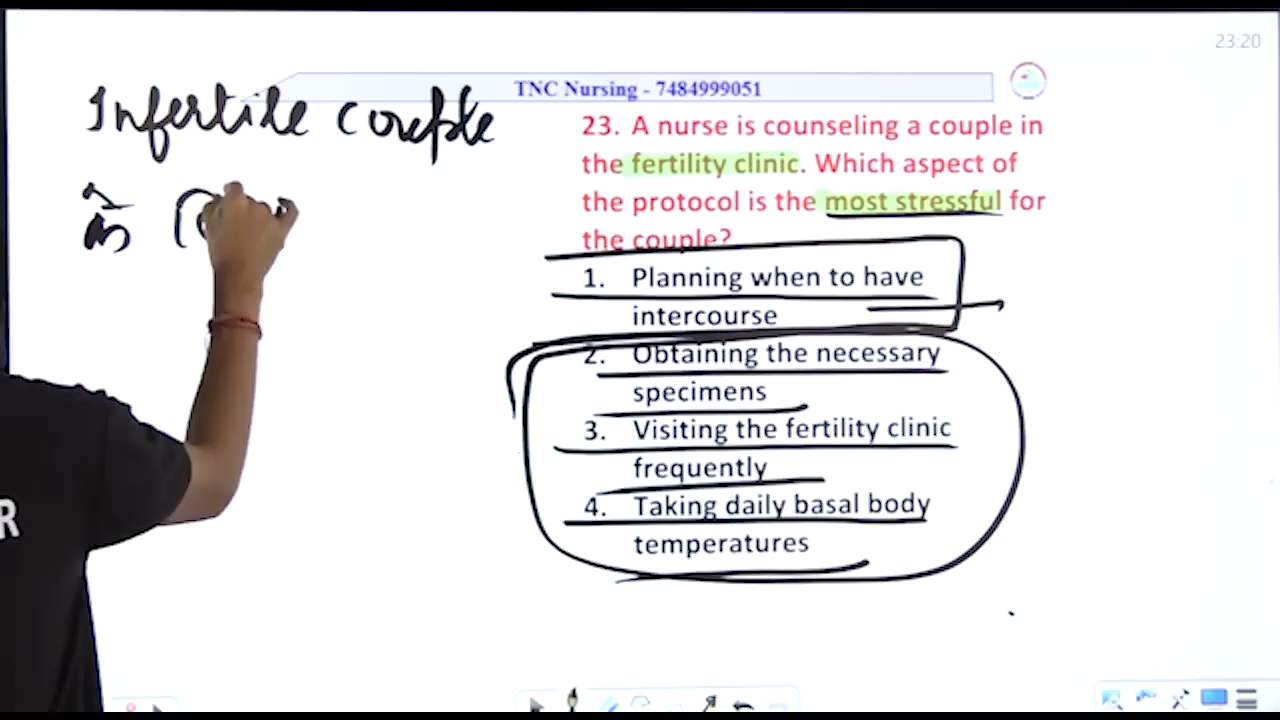 23:20
TNC Nursing - 7484999051
Infertile couple
के
23. A nurse is counseling a couple in
the fertility clinic. Which aspect of
the protocol is the most stressful for
the couple?
1. Planning when to have
intercourse
2. Obtaining the necessary
specimens
3. Visiting the fertility clinic
frequently
4. Taking daily basal body
temperatures
R